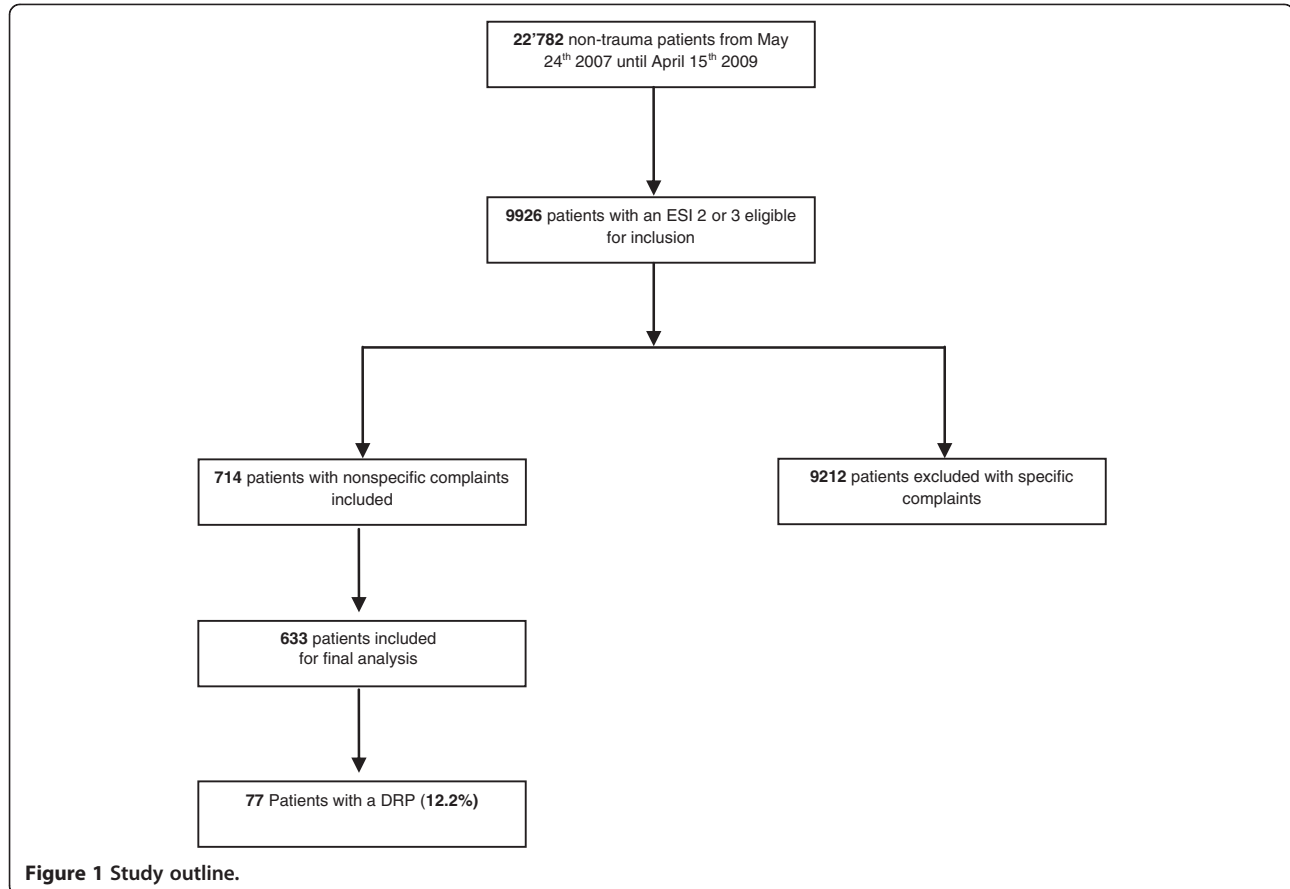 22'782 non-trauma patients from May
24th 2007 until April 15th 2009
9926 patients with an ESI 2 or 3 eligible
for inclusion
714 patients with nonspecific complaints
included
9212 patients excluded with specific
complaints
633 patients included
for final analysis
77 Patients with a DRP (12.2%)
Figure 1 Study outline.